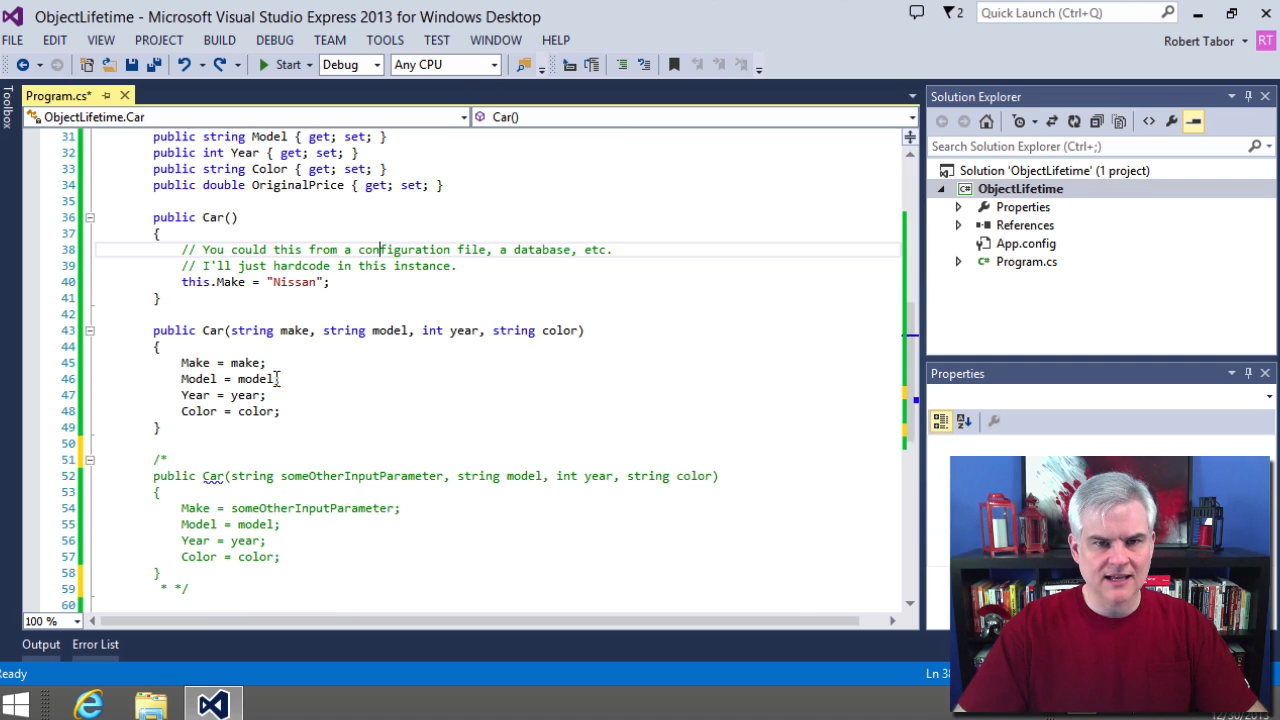 ObjectLifetime - Microsoft Visual Studio Express 2013 for Windows Desktop
2
Quick Launch (Ctrl+Q)
FILE EDIT VIEW PROJECT BUILD DEBUG TEAM TOOLS TEST WINDOW HELP
Robert Tabor RT
Start Debug Any CPU
Toolbox
Program.cs*
ObjectLifetime.Car
Car()
31 public string Model { get; set; }
32 public int Year { get; set; }
33 public string Color { get; set; }
34 public double OriginalPrice { get; set; }
35
36 public Car()
37 {
38 // You could this from a configuration file, a database, etc.
39 // I'll just hardcode in this instance.
40 this.Make = "Nissan";
41 }
42
43 public Car(string make, string model, int year, string color)
44 {
45 Make = make;
46 Model = model;
47 Year = year;
48 Color = color;
49 }
50
51 /*
52 public Car(string someOtherInputParameter, string model, int year, string color)
53 {
54 Make = someOtherInputParameter;
55 Model = model;
56 Year = year;
57 Color = color;
58 }
59 * */
60
100 %
Output Error List
Solution Explorer
Search Solution Explorer (Ctrl+;)
Solution 'ObjectLifetime' (1 project)
C# ObjectLifetime
Properties
References
App.config
C# Program.cs
Properties
Ready
Ln 38